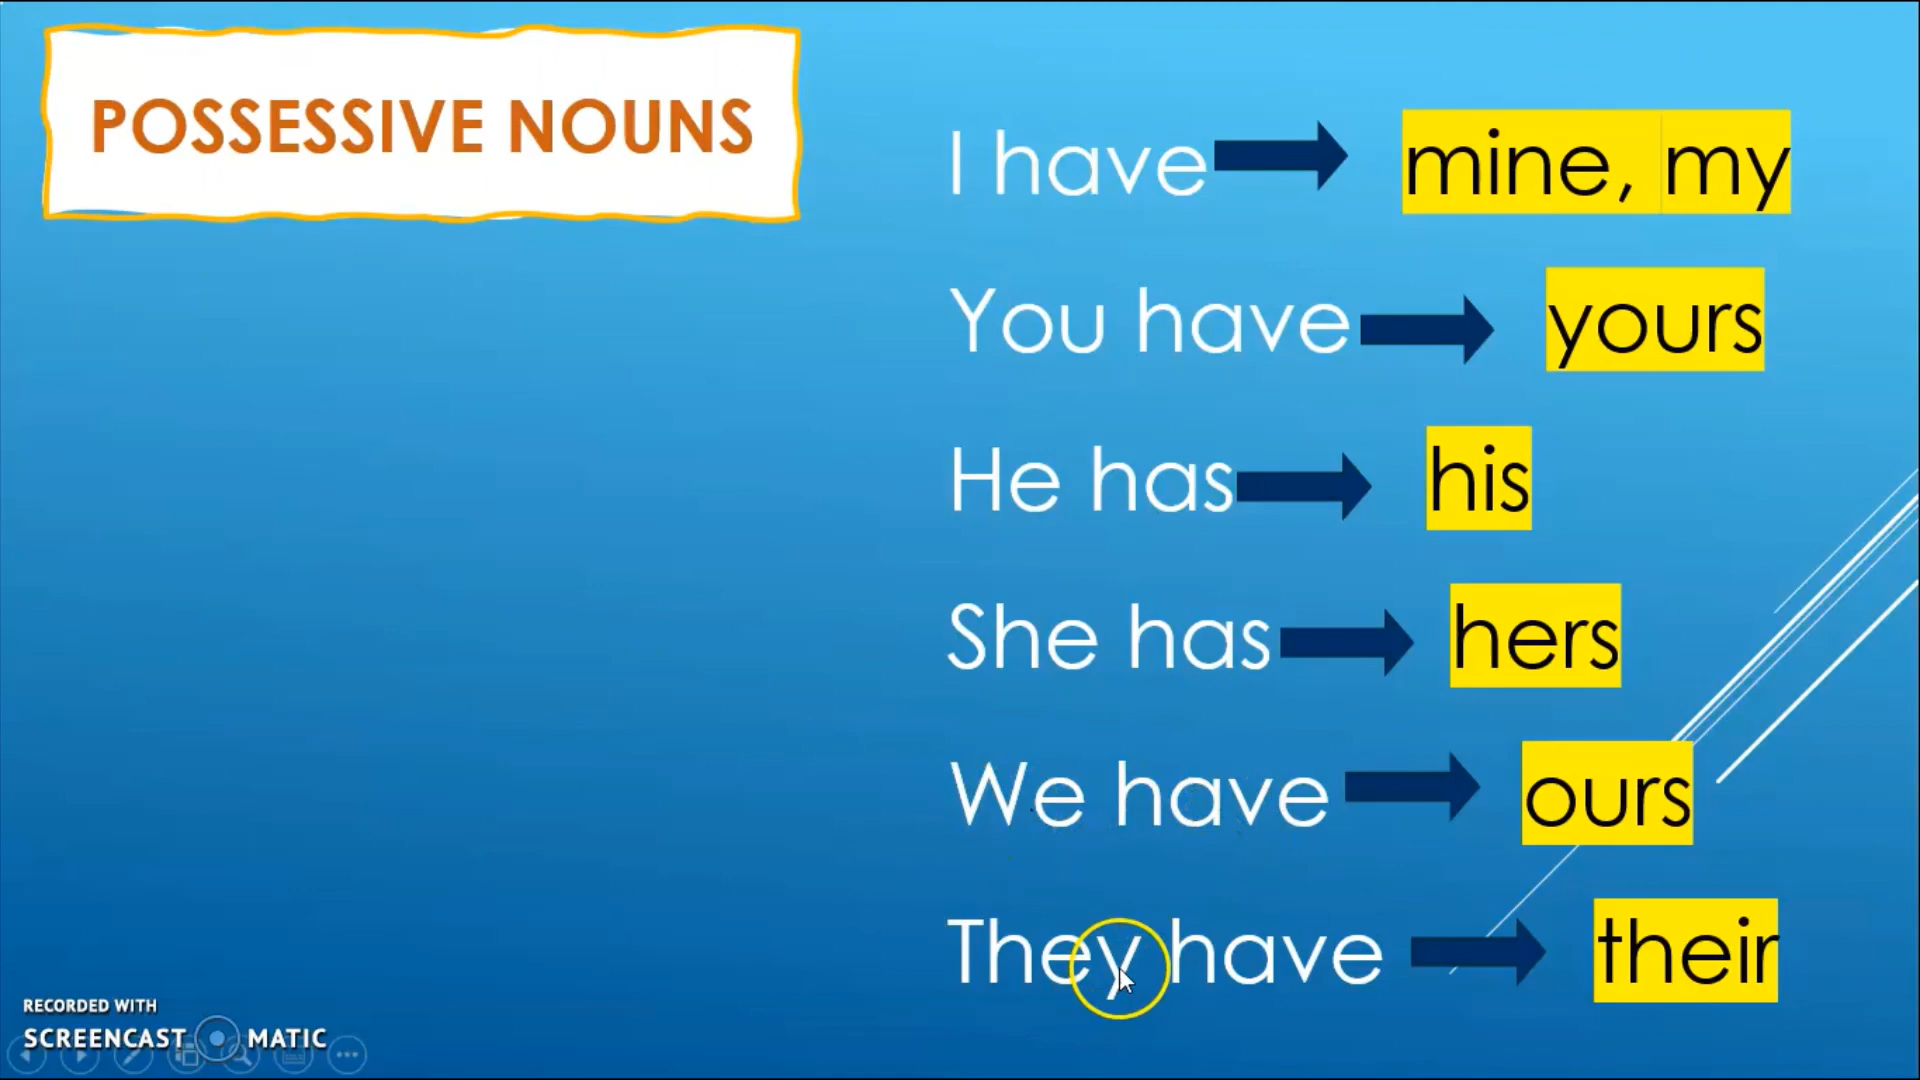 POSSESSIVE NOUNS
I have mine, my
You have yours
He has his
She has hers
We have ours
They have their
RECORDED WITH
SCREENCAST MATIC